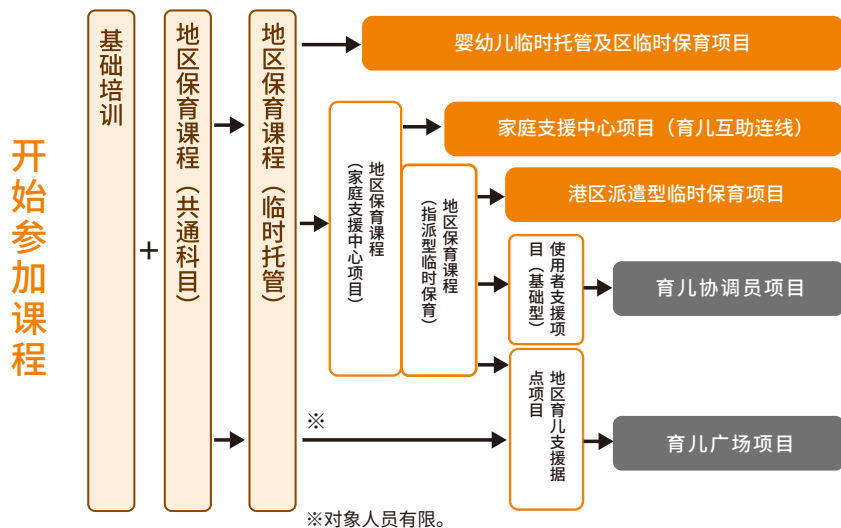 开始参加课程
基础培训
+
地区保育课程（共通科目）
地区保育课程（临时托管）
婴幼儿临时托管及区临时保育项目
地区保育课程
（家庭支援中心项目）
家庭支援中心项目（育儿互助连线）
地区保育课程
（指派型临时保育）
港区派遣型临时保育项目
使用者支援项
目（基础型）
育儿协调员项目
※
地区育儿支援据
点项目
育儿广场项目
※对象人员有限。